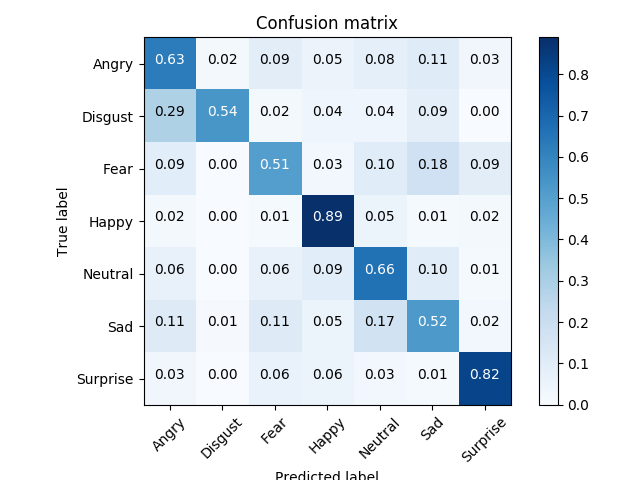 Confusion matrix
True label
Angry 0.63 0.02 0.09 0.05 0.08 0.11 0.03
Disgust 0.29 0.54 0.02 0.04 0.04 0.09 0.00
Fear 0.09 0.00 0.51 0.03 0.10 0.18 0.09
Happy 0.02 0.00 0.01 0.89 0.05 0.01 0.02
Neutral 0.06 0.00 0.06 0.09 0.66 0.10 0.01
Sad 0.11 0.01 0.11 0.05 0.17 0.52 0.02
Surprise 0.03 0.00 0.06 0.06 0.03 0.01 0.82
Angry Disgust Fear Happy Neutral Sad Surprise
Predicted label
0.8
0.7
0.6
0.5
0.4
0.3
0.2
0.1
0.0